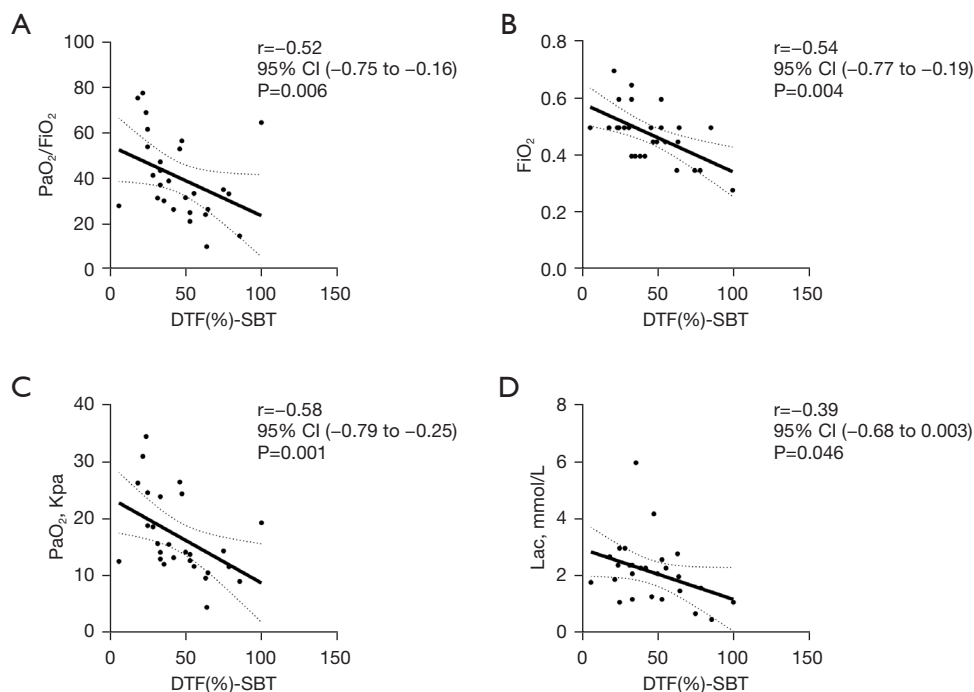 A
r=−0.52
95% CI (−0.75 to −0.16)
P=0.006
100
80
60
40
20
0
PaO₂/FiO₂
0 50 100 150
DTF(%)-SBT
B
r=−0.54
95% CI (−0.77 to −0.19)
P=0.004
0.8
0.6
0.4
0.2
0.0
FiO₂
0 50 100 150
DTF(%)-SBT
C
r=−0.58
95% CI (−0.79 to −0.25)
P=0.001
40
30
20
10
0
PaO₂, Kpa
0 50 100 150
DTF(%)-SBT
D
r=−0.39
95% CI (−0.68 to 0.003)
P=0.046
8
6
4
2
0
Lac, mmol/L
0 50 100 150
DTF(%)-SBT